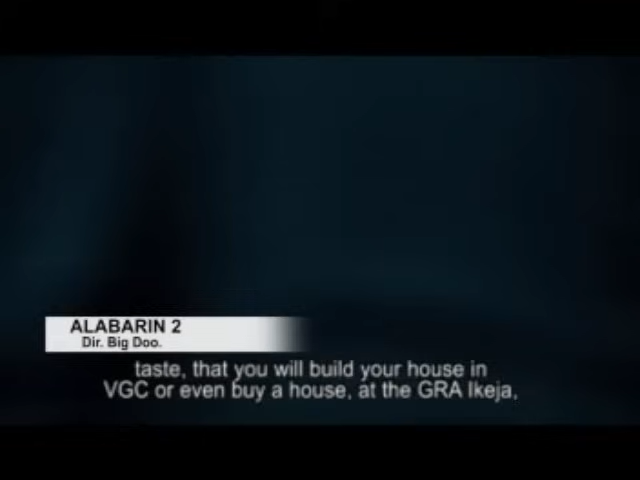 ALABARIN 2
Dir. Big Doo.
taste, that you will build your house in
VGC or even buy a house, at the GRA Ikeja,